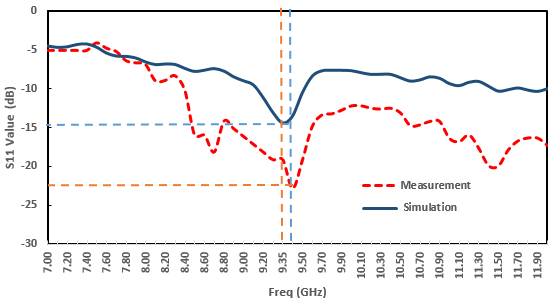 0
-5
-10
-15
-20
-25
-30
S11 Value (dB)
7.00 7.20 7.40 7.60 7.80 8.00 8.20 8.40 8.60 8.80 9.00 9.20 9.35 9.50 9.70 9.90 10.10 10.30 10.50 10.70 10.90 11.10 11.30 11.50 11.70 11.90
Freq (GHz)
Measurement
Simulation